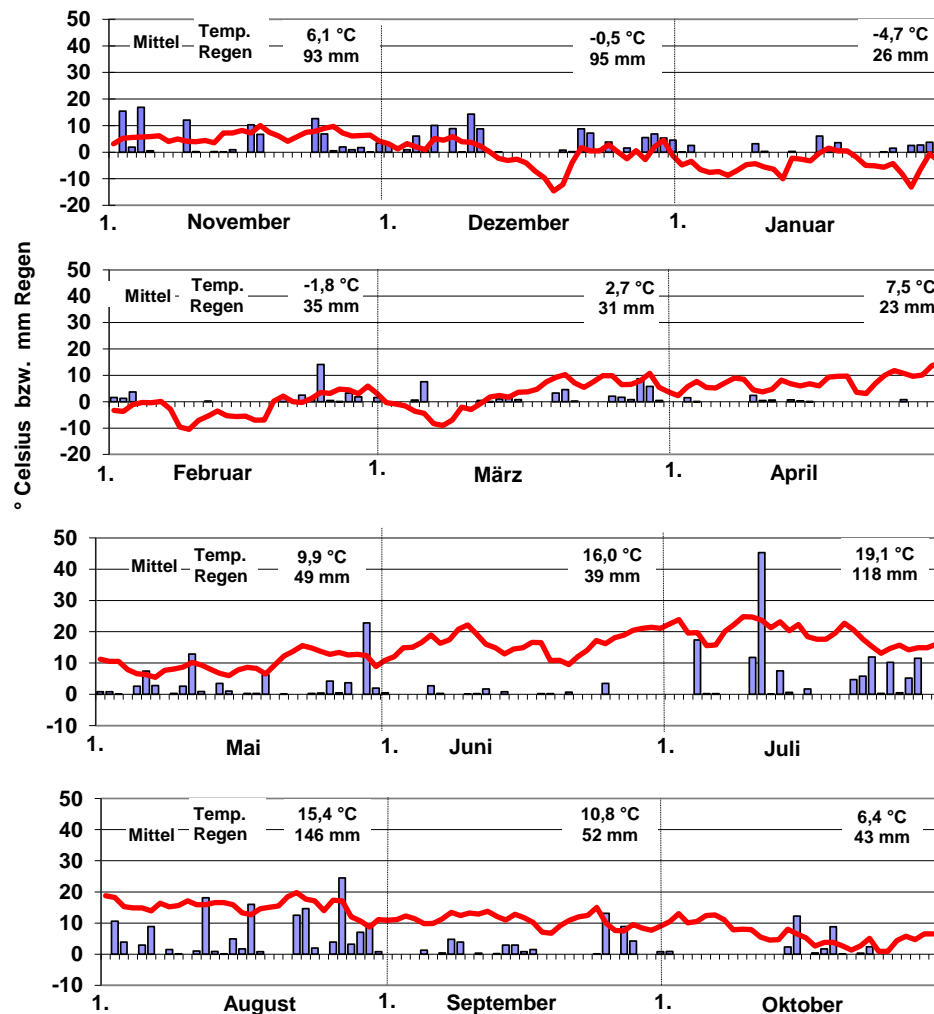 50
40
30
20
10
0
-10
-20
Mittel Temp. 6,1 °C -0,5 °C -4,7 °C
Regen 93 mm 95 mm 26 mm
1. November 1. Dezember 1. Januar
° Celsius bzw. mm Regen
50
40
30
20
10
0
-10
-20
Mittel Temp. -1,8 °C 2,7 °C 7,5 °C
Regen 35 mm 31 mm 23 mm
1. Februar 1. März 1. April
50
40
30
20
10
0
-10
Mittel Temp. 9,9 °C 16,0 °C 19,1 °C
Regen 49 mm 39 mm 118 mm
1. Mai 1. Juni 1. Juli
50
40
30
20
10
0
-10
Mittel Temp. 15,4 °C 10,8 °C 6,4 °C
Regen 146 mm 52 mm 43 mm
1. August 1. September 1. Oktober